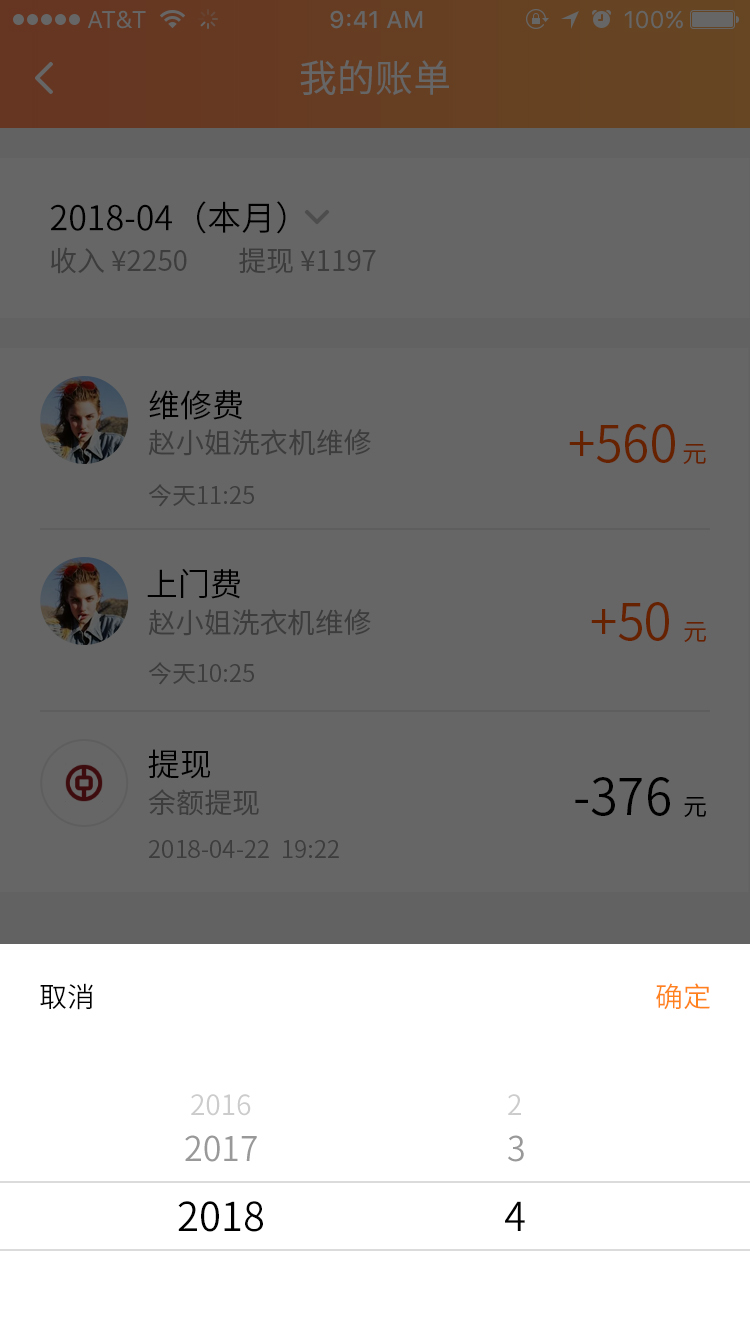 AT&T 9:41 AM 100%
我的账单
2018-04（本月）
收入 ¥2250 提现 ¥1197
维修费
赵小姐洗衣机维修
+560 元
今天11:25
上门费
赵小姐洗衣机维修
+50 元
今天10:25
提现
余额提现
-376 元
2018-04-22 19:22
取消 确定
2016 2
2017 3
2018 4